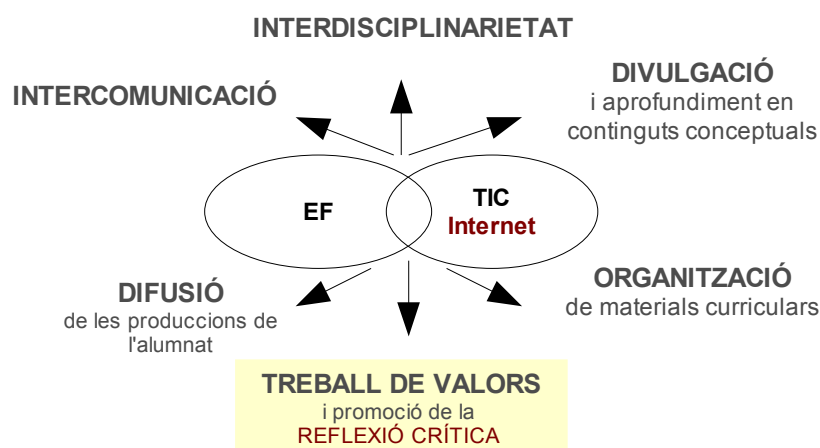 INTERDISCIPLINARIETAT
INTERCOMUNICACIÓ
DIVULGACIÓ
i aprofundiment en
continguts conceptuals
EF
TIC
Internet
DIFUSIÓ
de les produccions de
l'alumnat
ORGANITZACIÓ
de materials curriculars
TREBALL DE VALORS
i promoció de la
REFLEXIÓ CRÍTICA